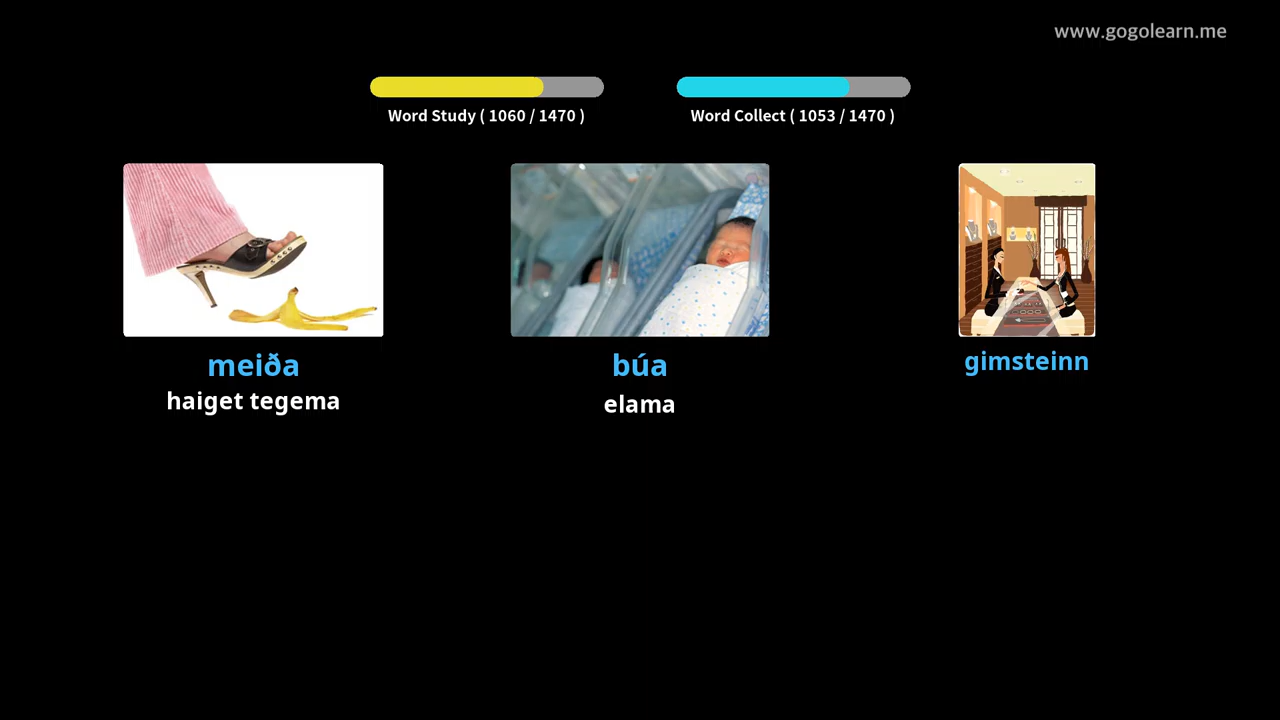 www.gogolearn.me
Word Study ( 1060 / 1470 )
Word Collect ( 1053 / 1470 )
meiða
haiget tegema
búa
elama
gimsteinn